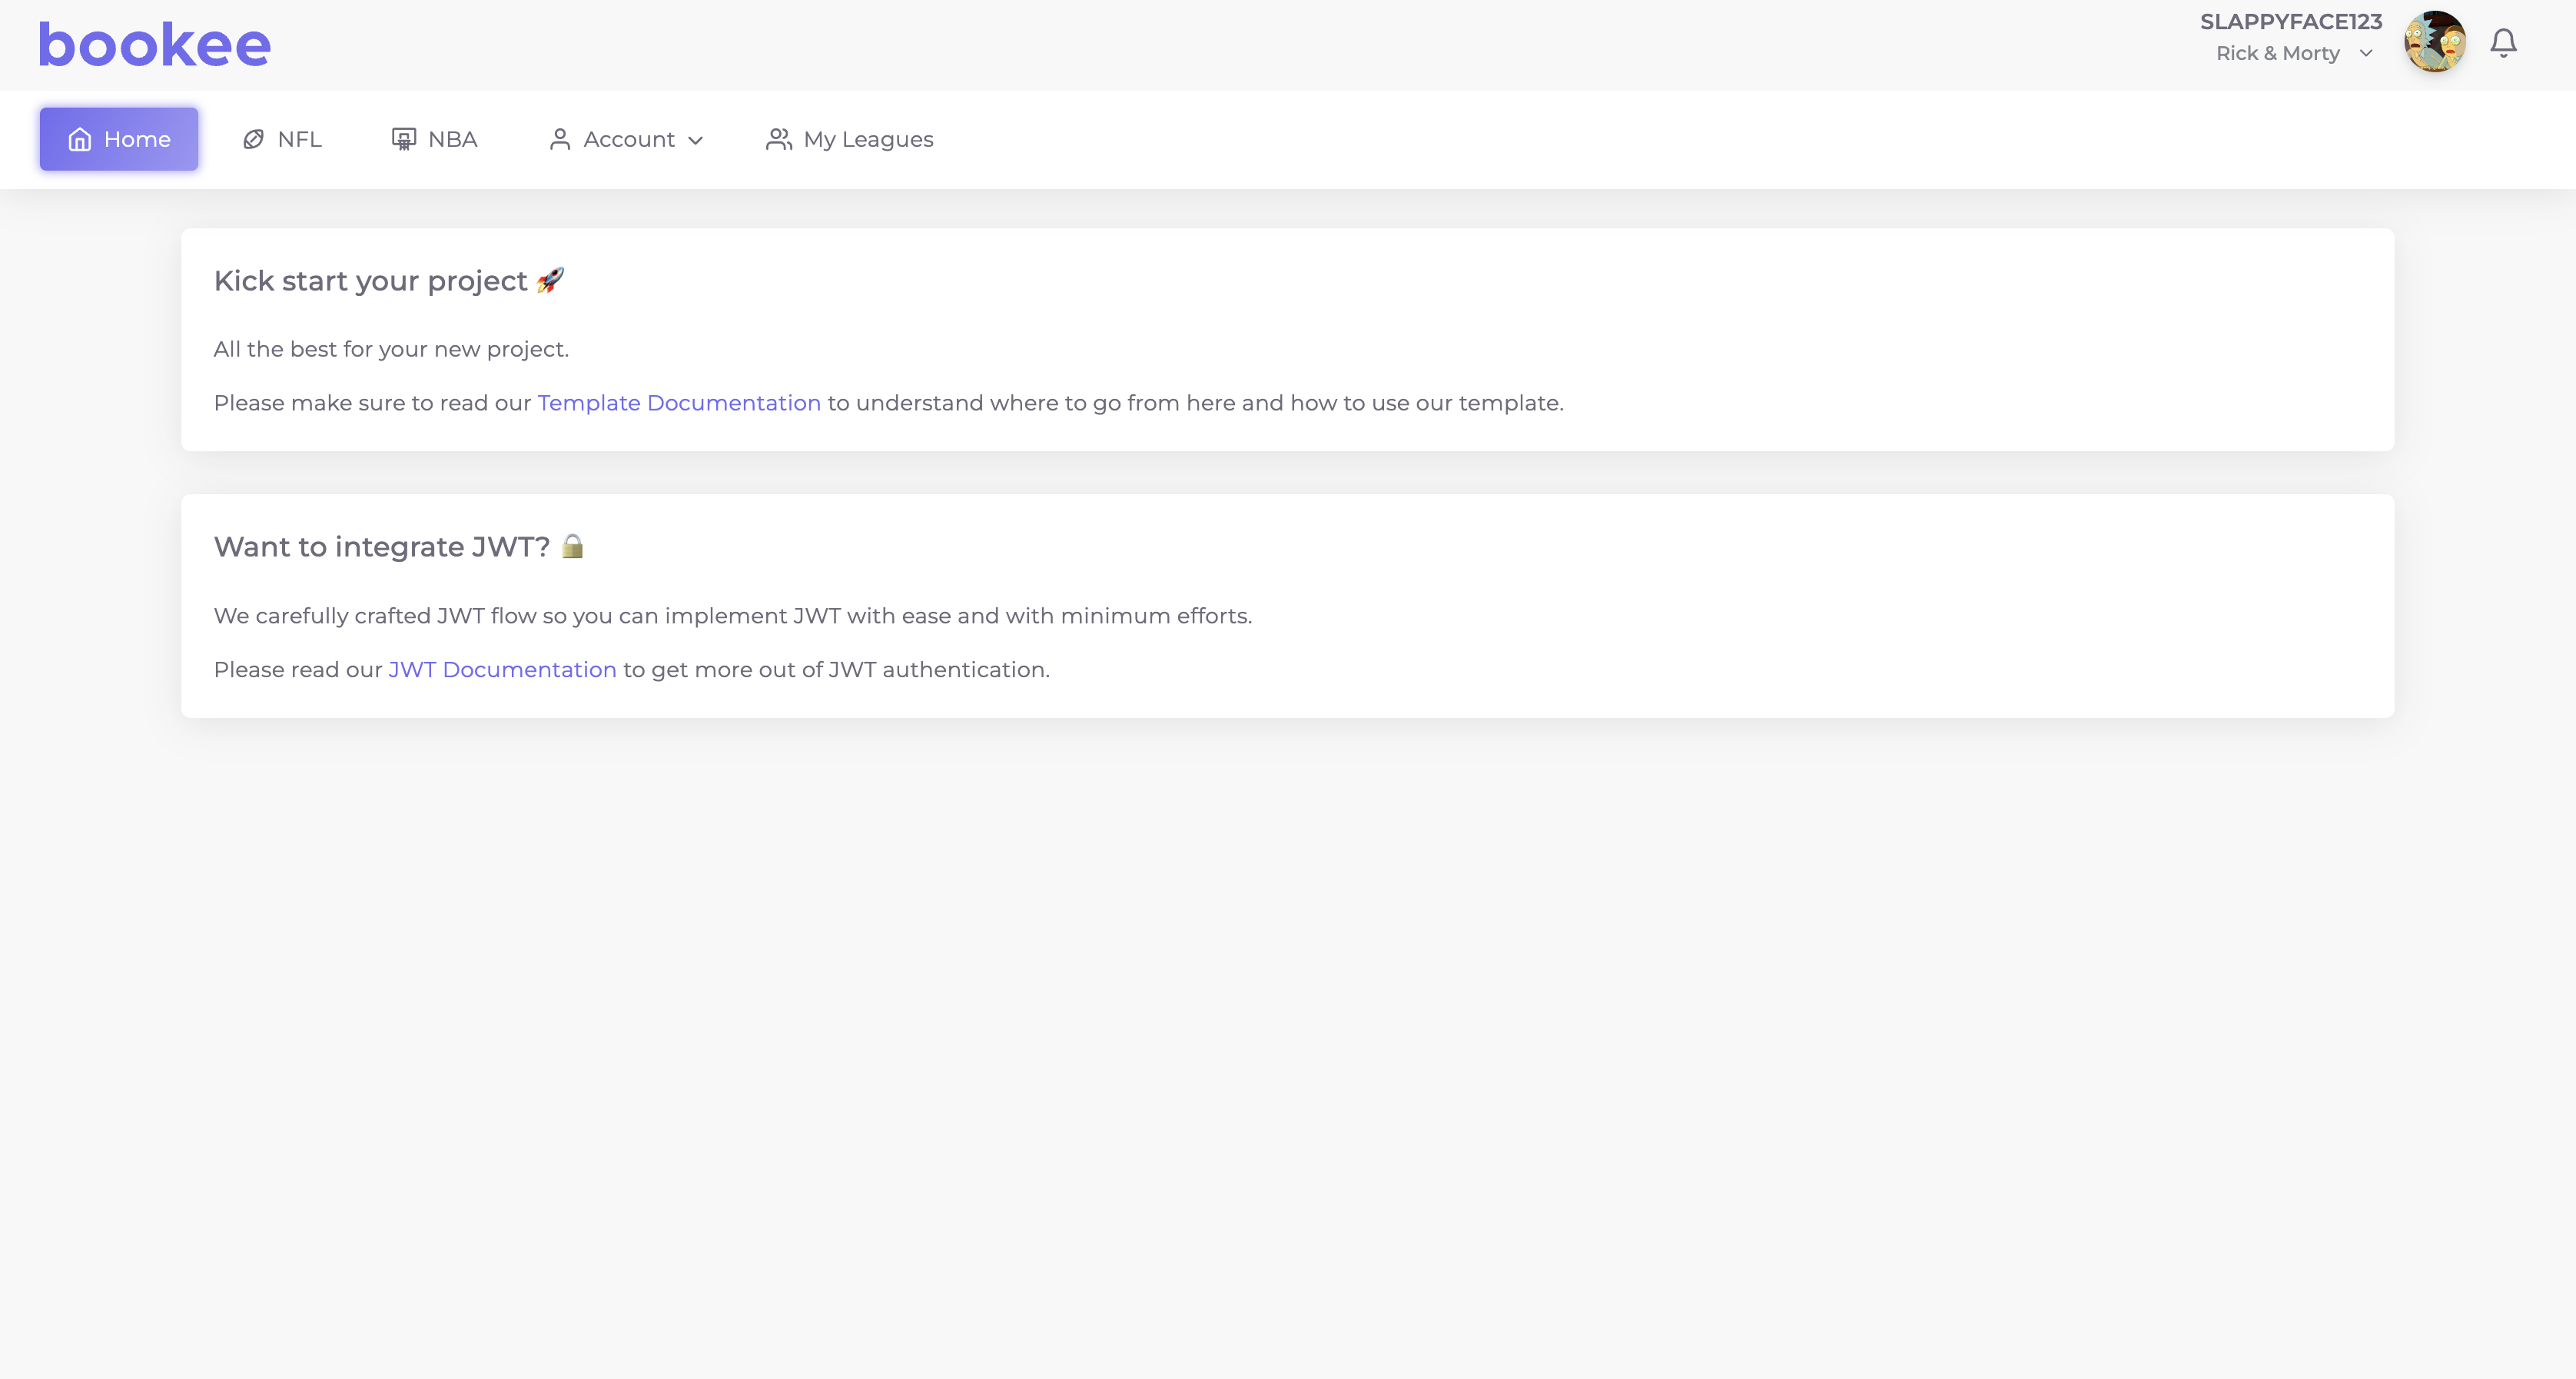 bookee
SLAPPYFACE123
Rick & Morty
Home
NFL
NBA
Account
My Leagues
Kick start your project 🚀
All the best for your new project.
Please make sure to read our Template Documentation to understand where to go from here and how to use our template.
Want to integrate JWT? 🔒
We carefully crafted JWT flow so you can implement JWT with ease and with minimum efforts.
Please read our JWT Documentation to get more out of JWT authentication.